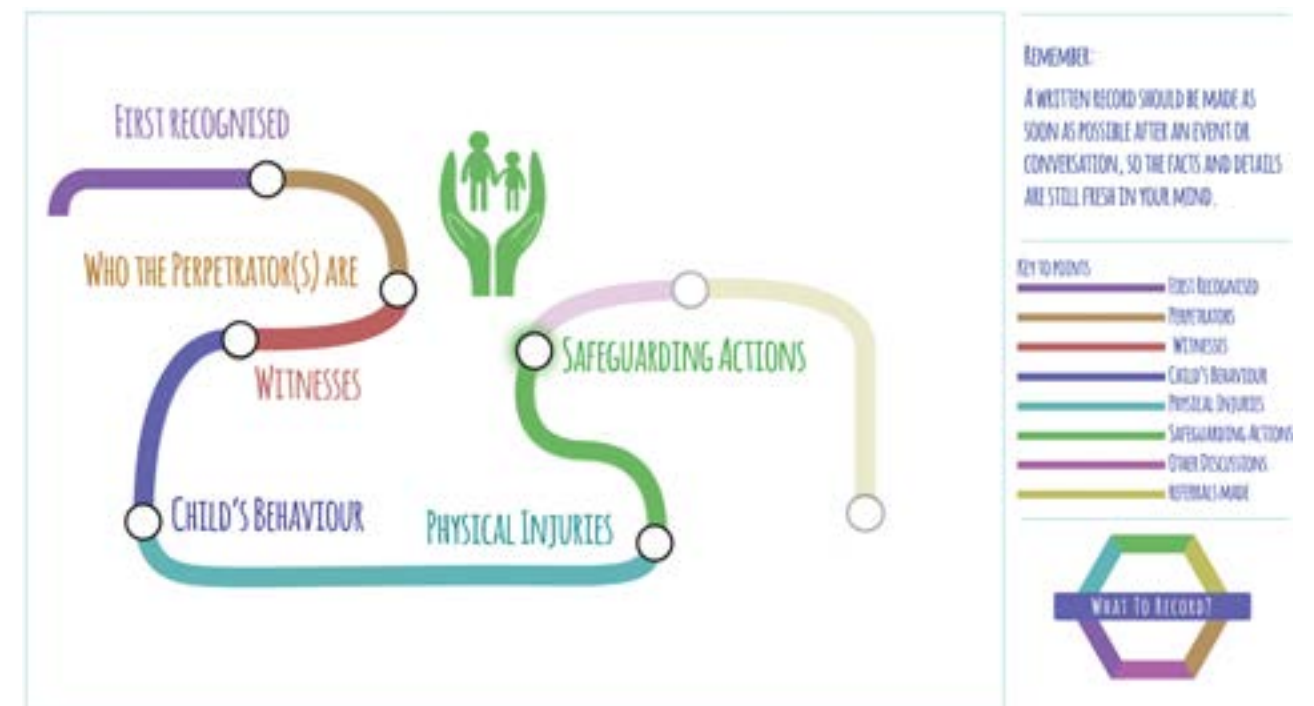 First recognised
Who the Perpetrator(s) are
Witnesses
Child's Behaviour
Physical Injuries
Safeguarding Actions
Remember:
A written record should be made as
soon as possible after an event or
conversation, so the facts and details
are still fresh in your mind.
Key to points
First Recognised
Perpetrators
Witnesses
Child's Behaviour
Physical Injuries
Safeguarding Actions
Other Discussions
Referrals made
What To Record?